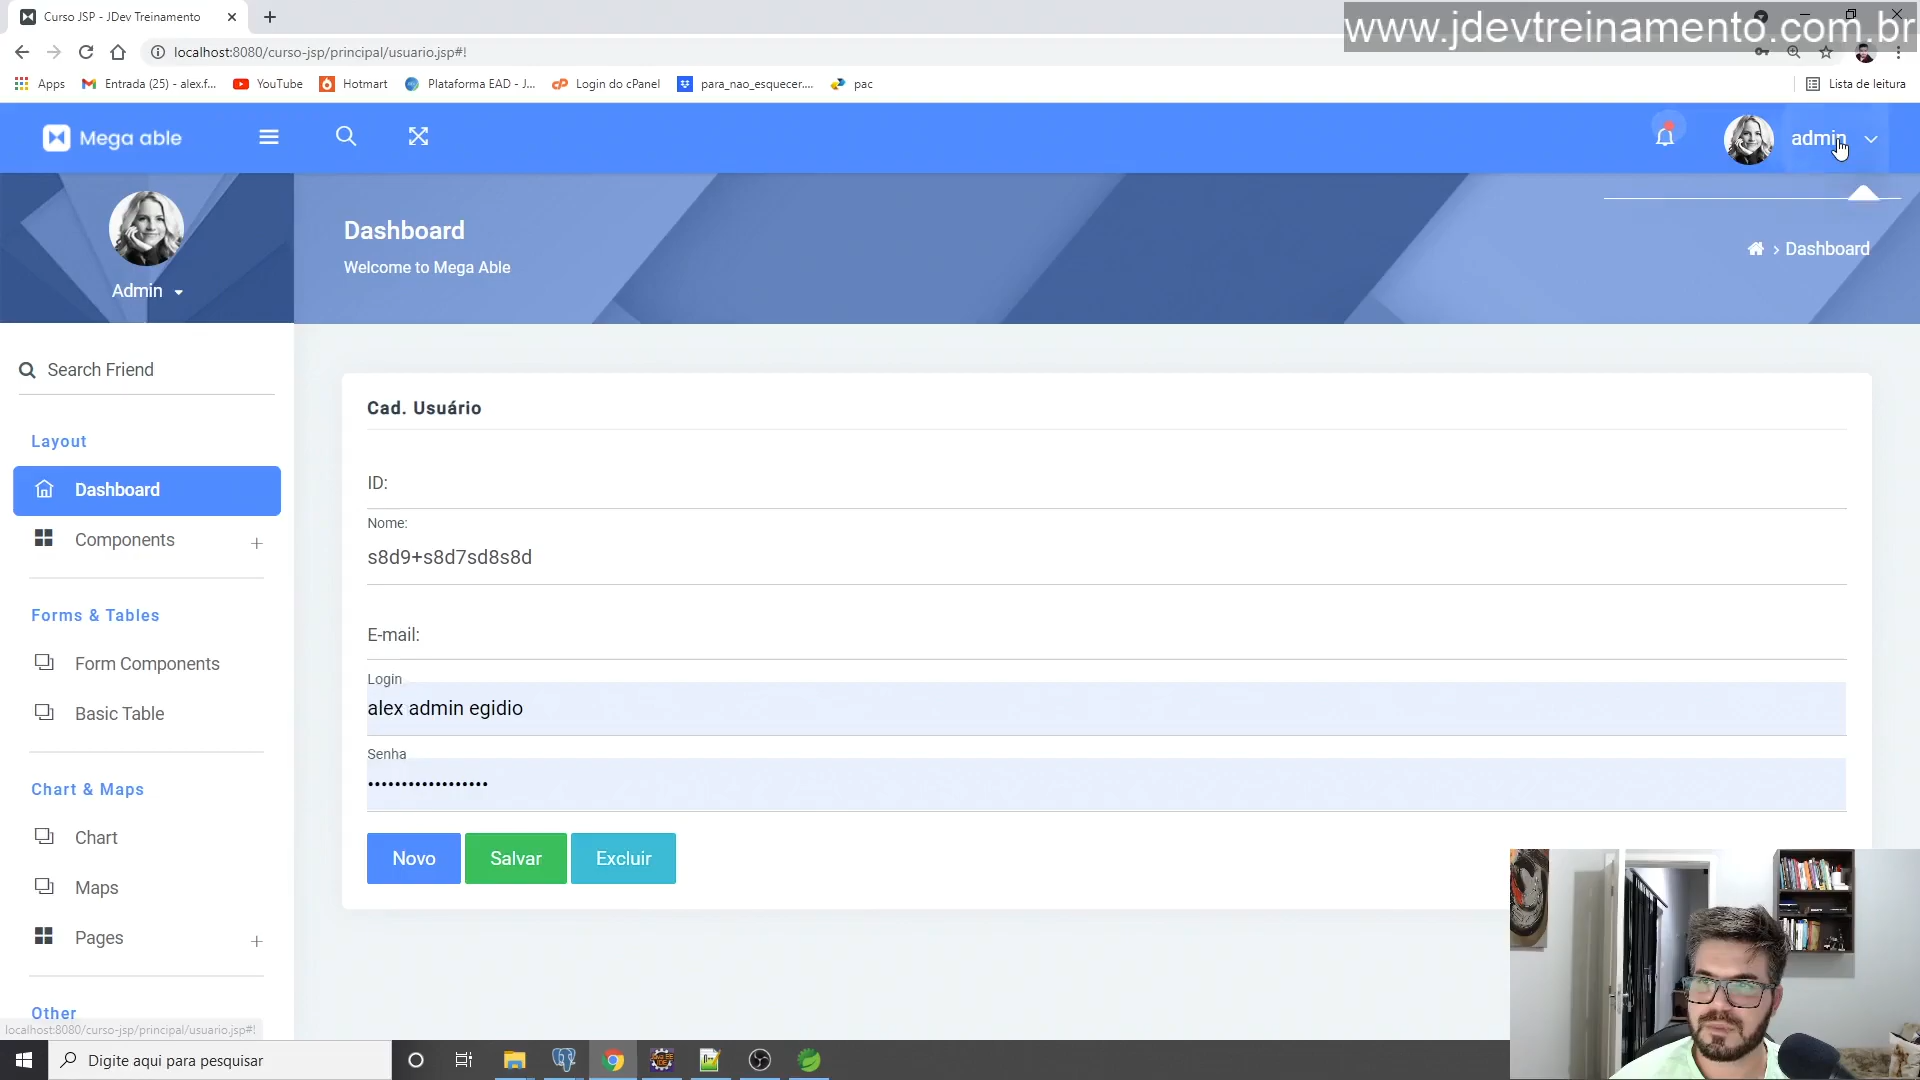 Curso JSP - JDev Treinamento
www.jdevtreinamento.com.br
localhost:8080/curso-jsp/principal/usuario.jsp#!
Apps
Entrada (25) - alex.f...
YouTube
Hotmart
Plataforma EAD - J...
Login do cPanel
para_nao_esquecer....
pac
Lista de leitura
Mega able
admin
Admin
Dashboard
Welcome to Mega Able
Dashboard
Search Friend
Layout
Dashboard
Components
Forms & Tables
Form Components
Basic Table
Chart & Maps
Chart
Maps
Pages
Other
Cad. Usuário
ID:
Nome:
s8d9+s8d7sd8s8d
E-mail:
Login
alex admin egidio
Senha
••••••••••••••••••
Novo
Salvar
Excluir
localhost:8080/curso-jsp/principal/usuario.jsp#!
Digite aqui para pesquisar